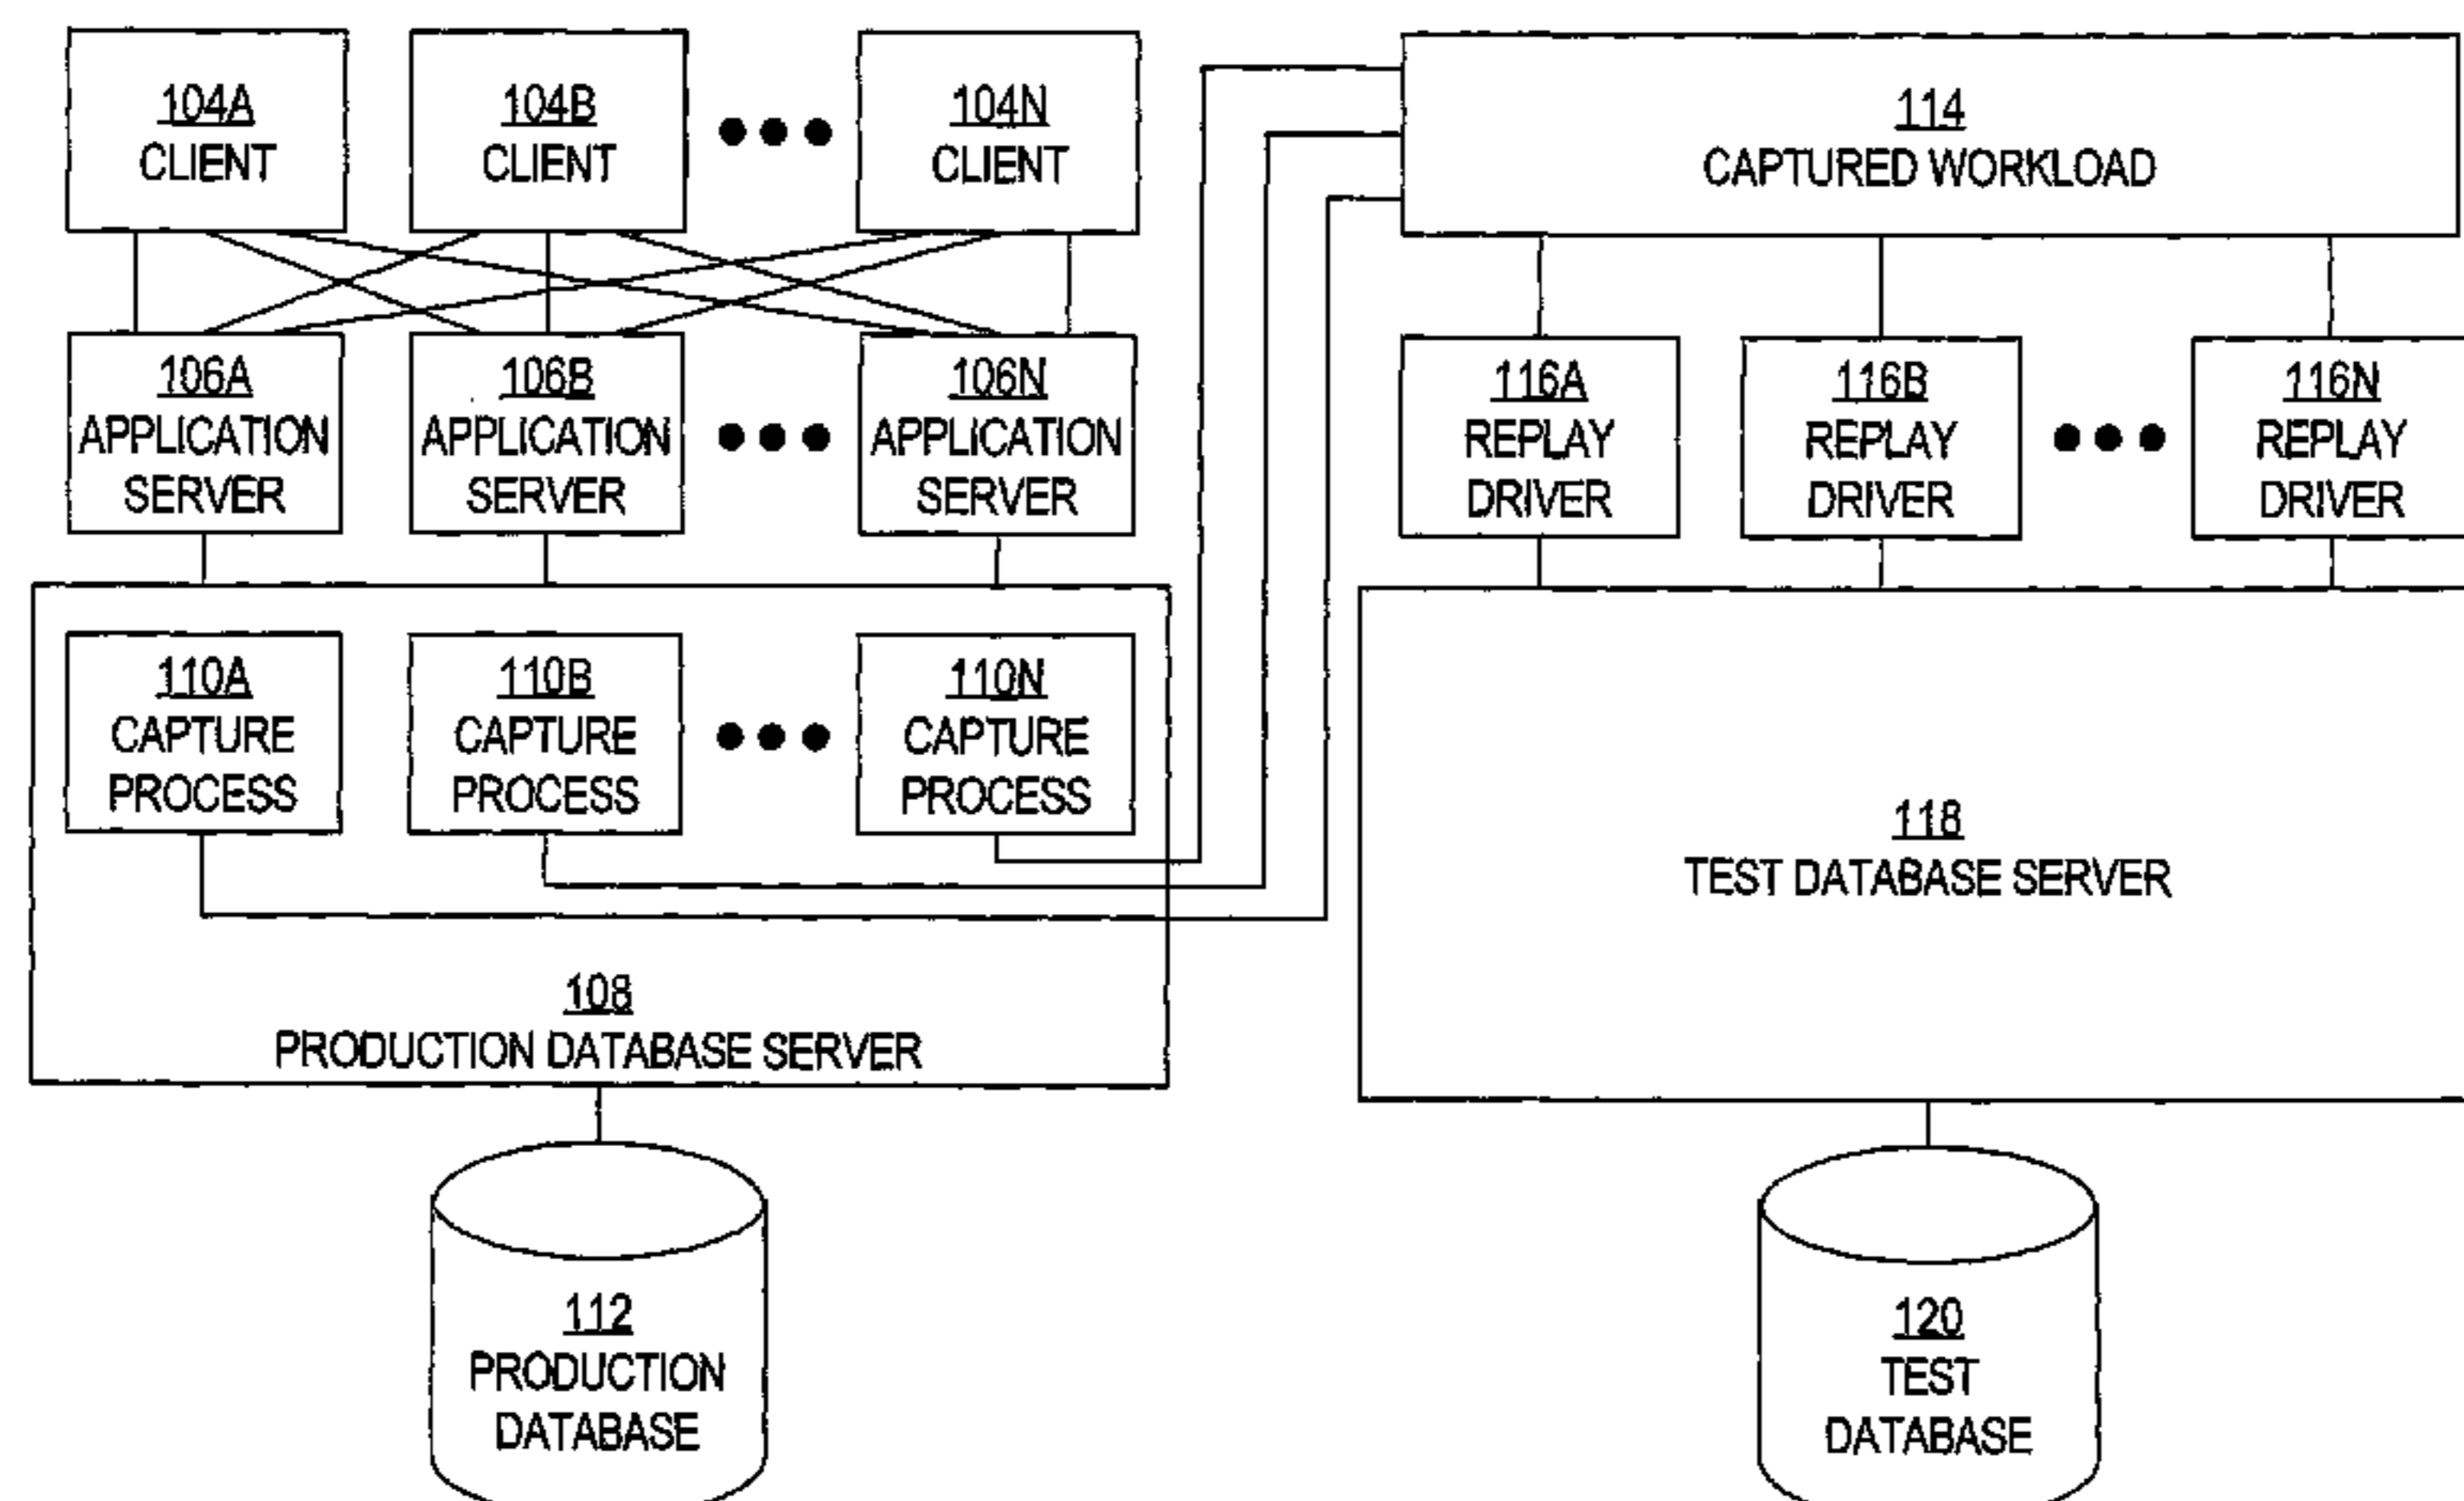 104A
CLIENT
104B
CLIENT
104N
CLIENT
114
CAPTURED WORKLOAD
106A
APPLICATION
SERVER
106B
APPLICATION
SERVER
106N
APPLICATION
SERVER
116A
REPLAY
DRIVER
116B
REPLAY
DRIVER
116N
REPLAY
DRIVER
110A
CAPTURE
PROCESS
110B
CAPTURE
PROCESS
110N
CAPTURE
PROCESS
108
PRODUCTION DATABASE SERVER
118
TEST DATABASE SERVER
112
PRODUCTION
DATABASE
120
TEST
DATABASE